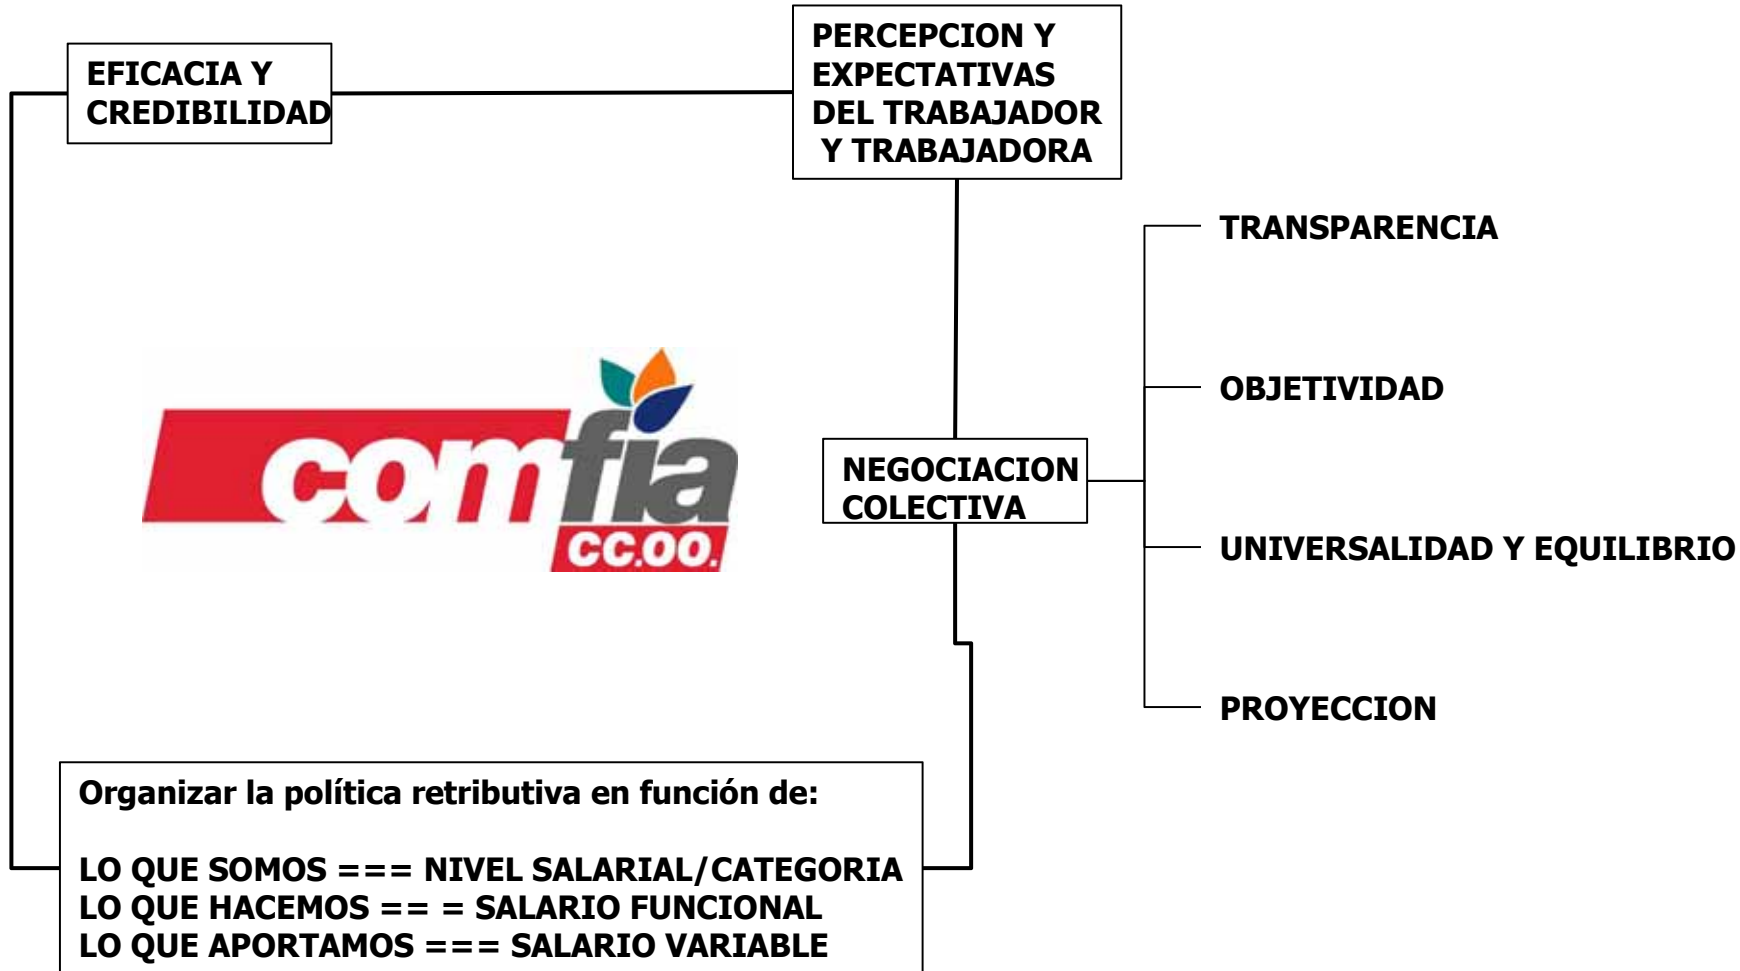 EFICACIA Y
CREDIBILIDAD
PERCEPCION Y
EXPECTATIVAS
DEL TRABAJADOR
Y TRABAJADORA
TRANSPARENCIA
OBJETIVIDAD
comfia
CC.OO.
NEGOCIACION
COLECTIVA
UNIVERSALIDAD Y EQUILIBRIO
PROYECCION
Organizar la política retributiva en función de:
LO QUE SOMOS === NIVEL SALARIAL/CATEGORIA
LO QUE HACEMOS == = SALARIO FUNCIONAL
LO QUE APORTAMOS === SALARIO VARIABLE